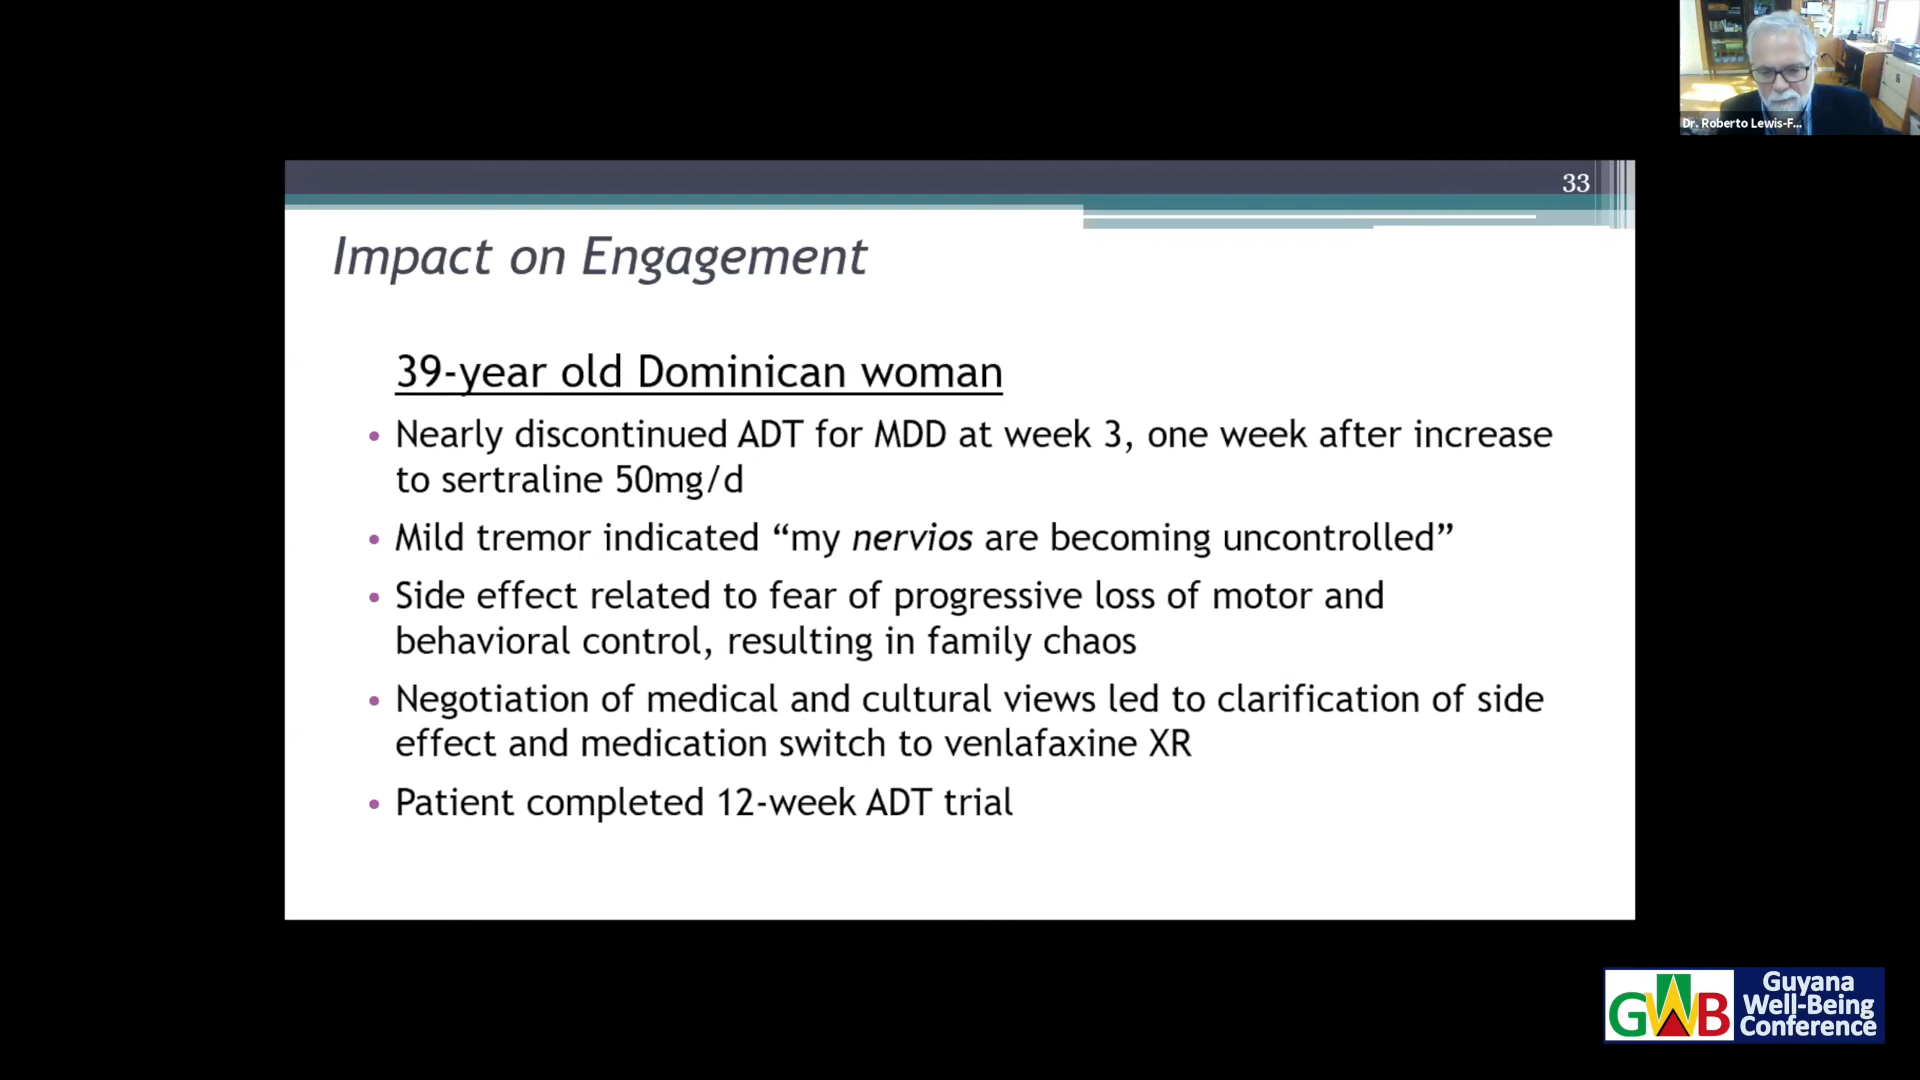 Dr. Roberto Lewis-F...
33
Impact on Engagement
39-year old Dominican woman
• Nearly discontinued ADT for MDD at week 3, one week after increase
to sertraline 50mg/d
• Mild tremor indicated “my nervios are becoming uncontrolled”
• Side effect related to fear of progressive loss of motor and
behavioral control, resulting in family chaos
• Negotiation of medical and cultural views led to clarification of side
effect and medication switch to venlafaxine XR
• Patient completed 12-week ADT trial
GWB
Guyana
Well-Being
Conference